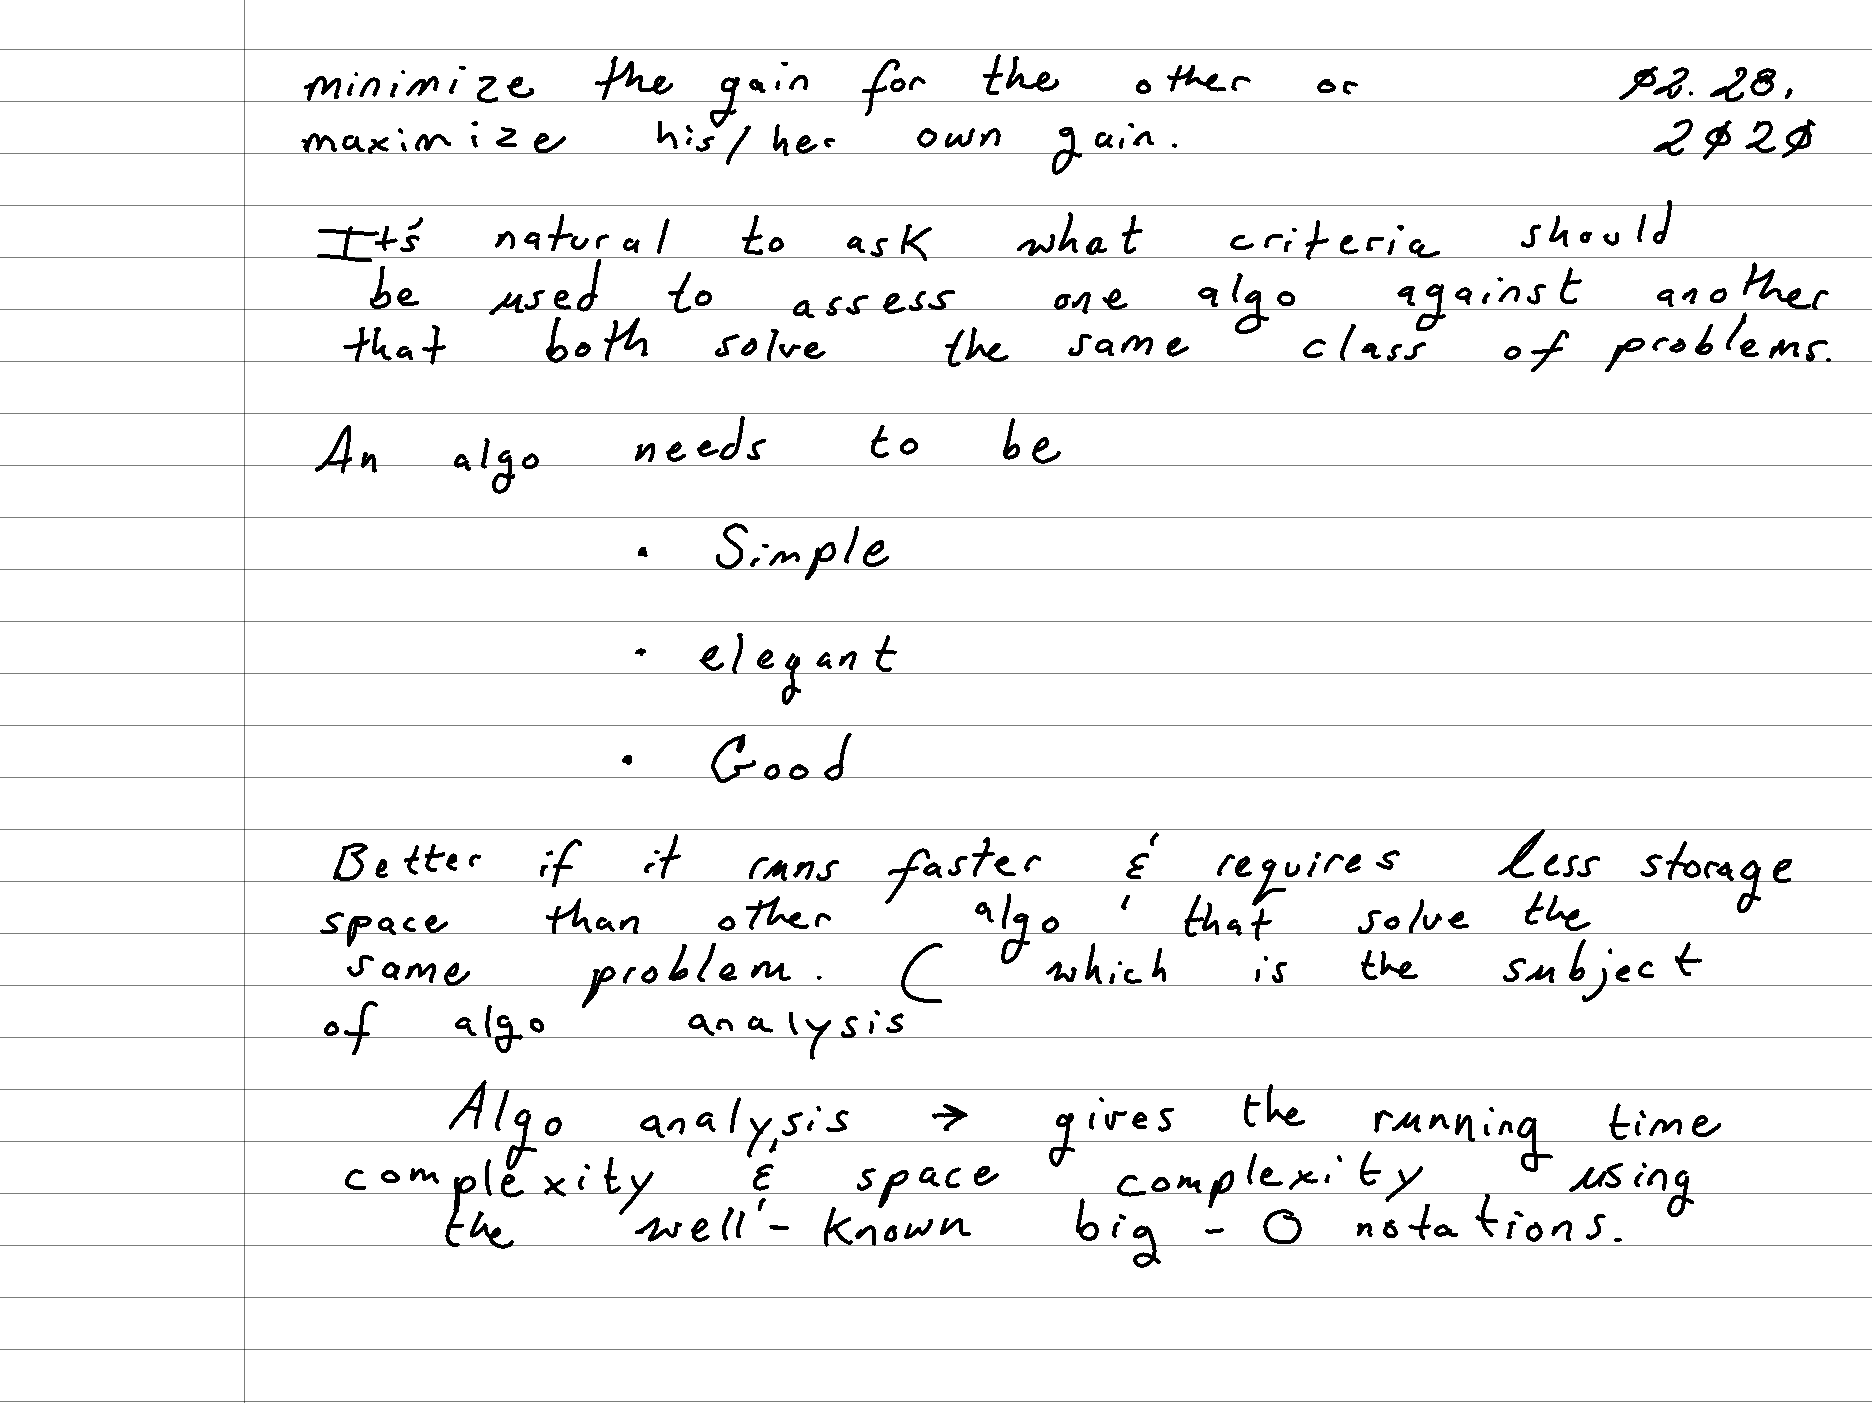 minimize the gain for the other or
02.28,
maximize his/her own gain.
2020
It's natural to ask what criteria should
be used to assess one algo against another
that both solve the same class of problems.
An algo needs to be
· Simple
· elegant
· Good
Better if it runs faster & requires less storage
space than other algo that solve the
same problem. ( which is the subject
of algo analysis
Algo analysis → gives the running time
complexity & space complexity using
the well-known big-O notations.